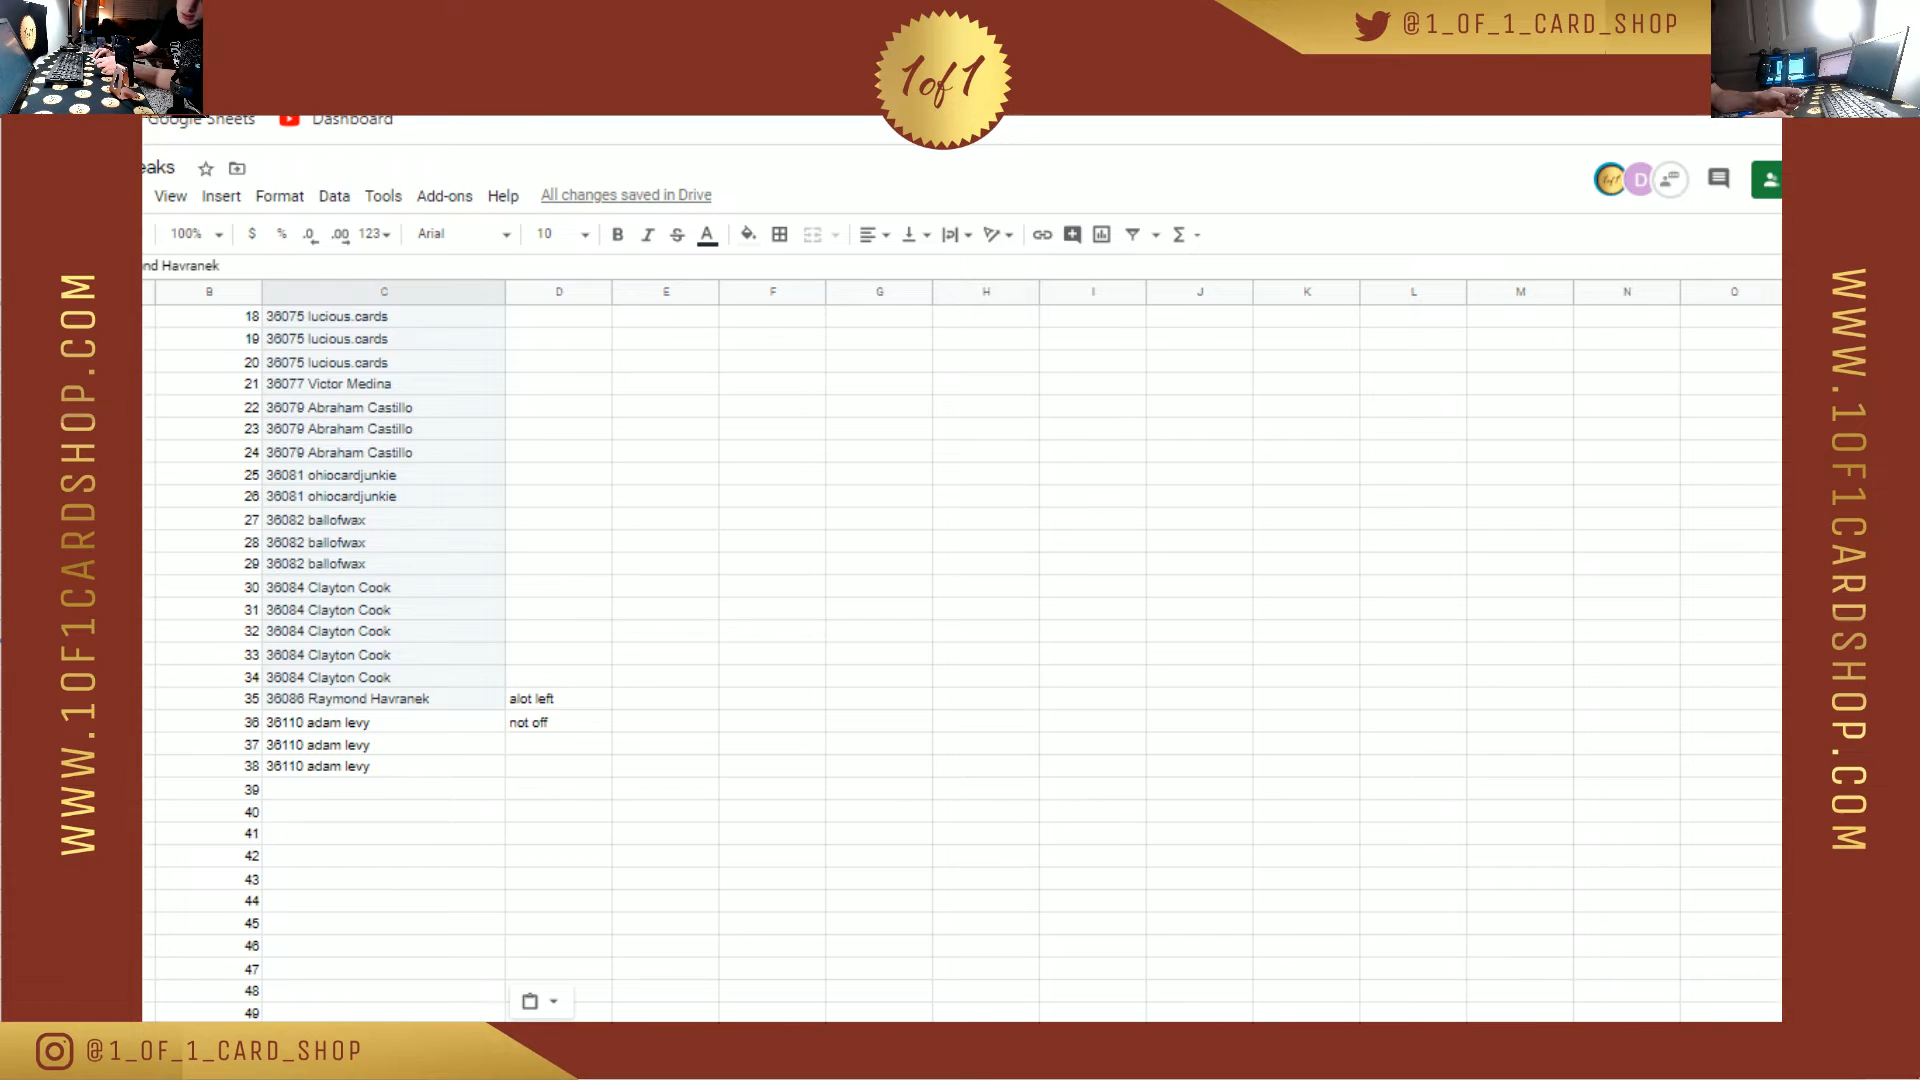 @1_OF_1_CARD_SHOP
1of1
Google Sheets
Dashboard
eaks
View Insert Format Data Tools Add-ons Help All changes saved in Drive
D
100% $ % .0 .00 123 Arial 10 B I S A
nd Havranek
B C D E F G H I J K L M N O
18 36075 lucious.cards
19 36075 lucious.cards
20 36075 lucious.cards
21 36077 Victor Medina
22 36079 Abraham Castillo
23 36079 Abraham Castillo
24 36079 Abraham Castillo
25 36081 ohiocardjunkie
26 36081 ohiocardjunkie
27 36082 ballofwax
28 36082 ballofwax
29 36082 ballofwax
30 36084 Clayton Cook
31 36084 Clayton Cook
32 36084 Clayton Cook
33 36084 Clayton Cook
34 36084 Clayton Cook
35 36086 Raymond Havranek alot left
36 36110 adam levy not off
37 36110 adam levy
38 36110 adam levy
39
40
41
42
43
44
45
46
47
48
49
WWW.1OF1CARDSHOP.COM
WWW.1OF1CARDSHOP.COM
@1_OF_1_CARD_SHOP